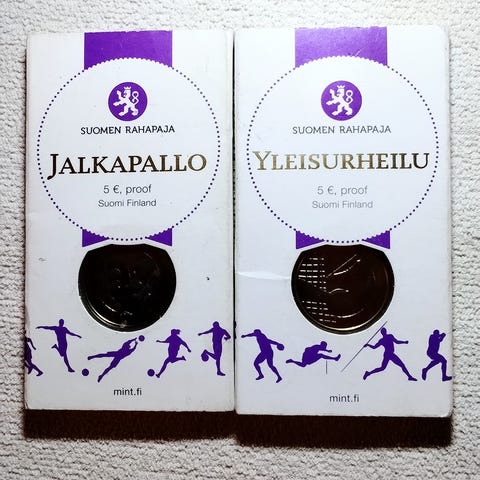 SUOMEN RAHAPAJA
JALKAPALLO
5 €, proof
Suomi Finland
mint.fi
SUOMEN RAHAPAJA
YLEISURHEILU
5 €, proof
Suomi Finland
mint.fi